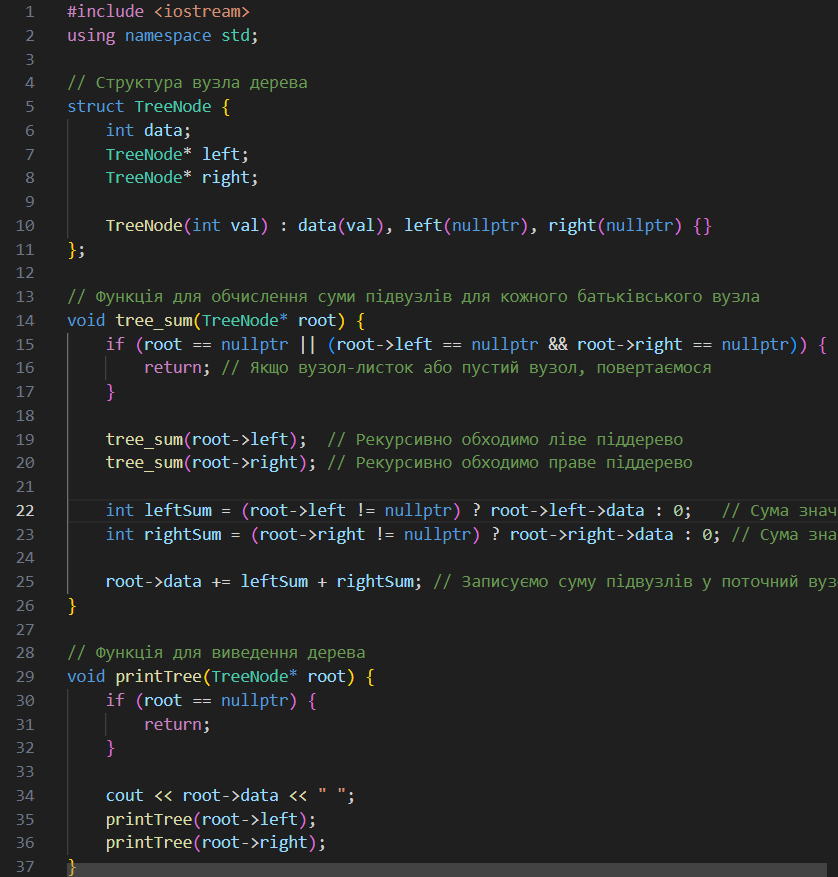 1 #include <iostream>
2 using namespace std;
3
4 // Структура вузла дерева
5 struct TreeNode {
6 int data;
7 TreeNode* left;
8 TreeNode* right;
9
10 TreeNode(int val) : data(val), left(nullptr), right(nullptr) {}
11 };
12
13 // Функція для обчислення суми підвузлів для кожного батьківського вузла
14 void tree_sum(TreeNode* root) {
15 if (root == nullptr || (root->left == nullptr && root->right == nullptr)) {
16 return; // Якщо вузол-листок або пустий вузол, повертаємося
17 }
18
19 tree_sum(root->left); // Рекурсивно обходимо ліве піддерево
20 tree_sum(root->right); // Рекурсивно обходимо праве піддерево
21
22 int leftSum = (root->left != nullptr) ? root->left->data : 0; // Сума знач
23 int rightSum = (root->right != nullptr) ? root->right->data : 0; // Сума зна
24
25 root->data += leftSum + rightSum; // Записуємо суму підвузлів у поточний вуз
26 }
27
28 // Функція для виведення дерева
29 void printTree(TreeNode* root) {
30 if (root == nullptr) {
31 return;
32 }
33
34 cout << root->data << " ";
35 printTree(root->left);
36 printTree(root->right);
37 }